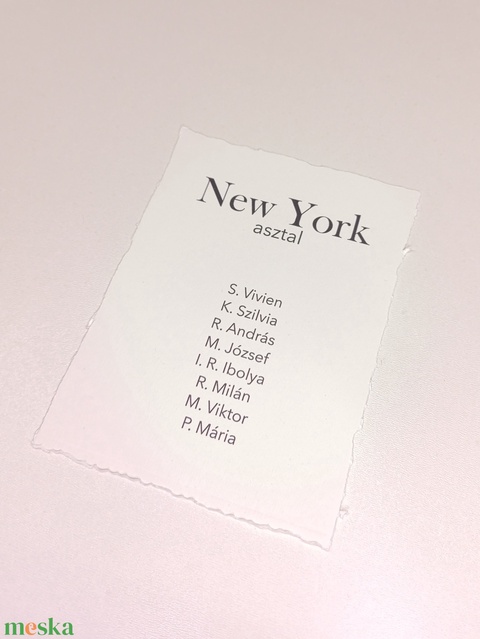 New York
asztal
S. Vivien
K. Szilvia
R. András
M. József
I. R. Ibolya
R. Milán
M. Viktor
P. Mária
meska